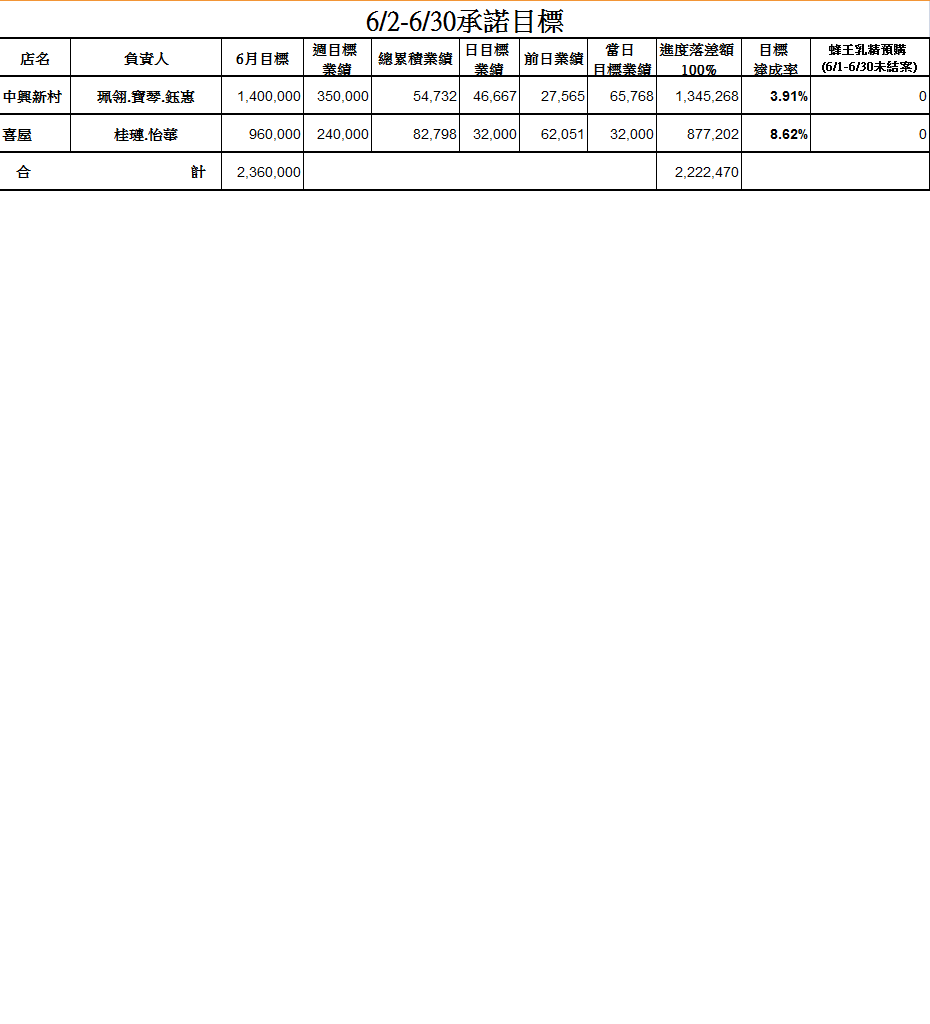 6/2-6/30承諾目標
店名 負責人 6月目標 週目標業績 總累積業績 日目標業績 前日業績 當日目標業績 進度落差額100% 目標達成率 蜂王乳精預購(6/1-6/30未結案)
中興新村 珮翎.寶琴.鈺惠 1,400,000 350,000 54,732 46,667 27,565 65,768 1,345,268 3.91% 0
喜屋 桂璉.怡華 960,000 240,000 82,798 32,000 62,051 32,000 877,202 8.62% 0
合計 2,360,000 2,222,470